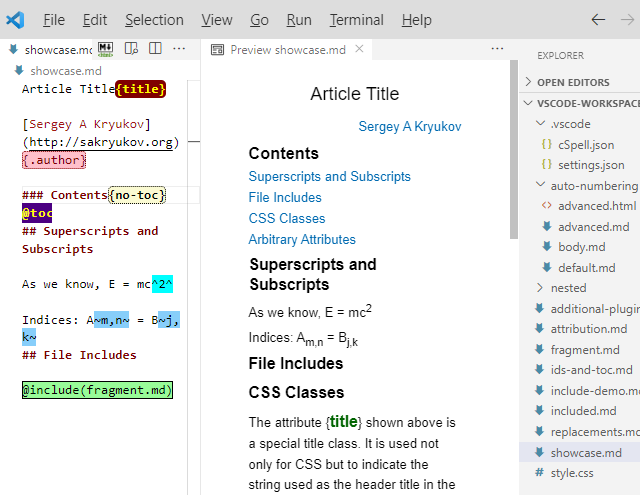 File Edit Selection View Go Run Terminal
showcase.md
Preview showcase.md
showcase.md
Article Title{title}
[Sergey A Kryukov]
(http://sakryukov.org)
{.author}
### Contents{no-toc}
@toc
## Superscripts and
Subscripts
As we know, E = mc^2^
Indices: A~m,n~ = B~j,
k~
## File Includes
@include(fragment.md)
Article Title
Sergey A Kryukov
Contents
Superscripts and Subscripts
File Includes
CSS Classes
Arbitrary Attributes
Superscripts and
Subscripts
As we know, E = mc2
Indices: Am,n = Bj,k
File Includes
CSS Classes
The attribute {title} shown above is
a special title class. It is used not
only for CSS but to indicate the
string used as the header title in the
EXPLORER
OPEN EDITORS
VSCODE-WORKSPAC
.vscode
{} cSpell.json
{} settings.json
auto-numbering
<> advanced.html
advanced.md
body.md
default.md
nested
additional-plugin
attribution.md
fragment.md
ids-and-toc.md
include-demo.md
included.md
replacements.md
showcase.md
# style.css